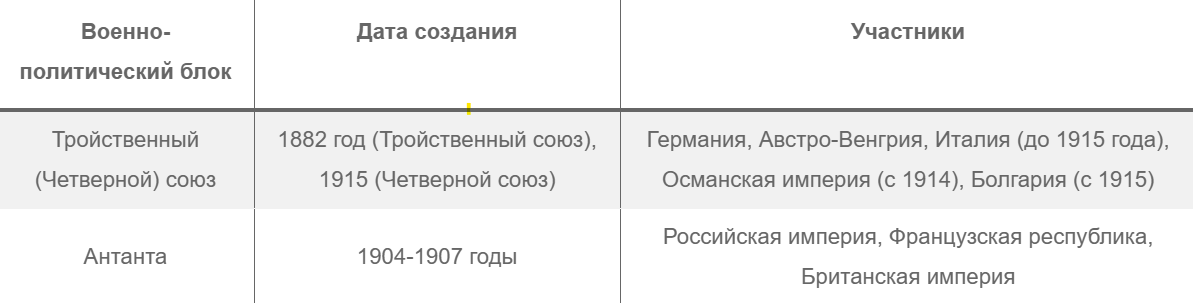 Военно-
политический блок
Дата создания
Участники
Тройственный
(Четверной) союз
1882 год (Тройственный союз),
1915 (Четверной союз)
Германия, Австро-Венгрия, Италия (до 1915 года),
Османская империя (с 1914), Болгария (с 1915)
Антанта
1904-1907 годы
Российская империя, Французская республика,
Британская империя